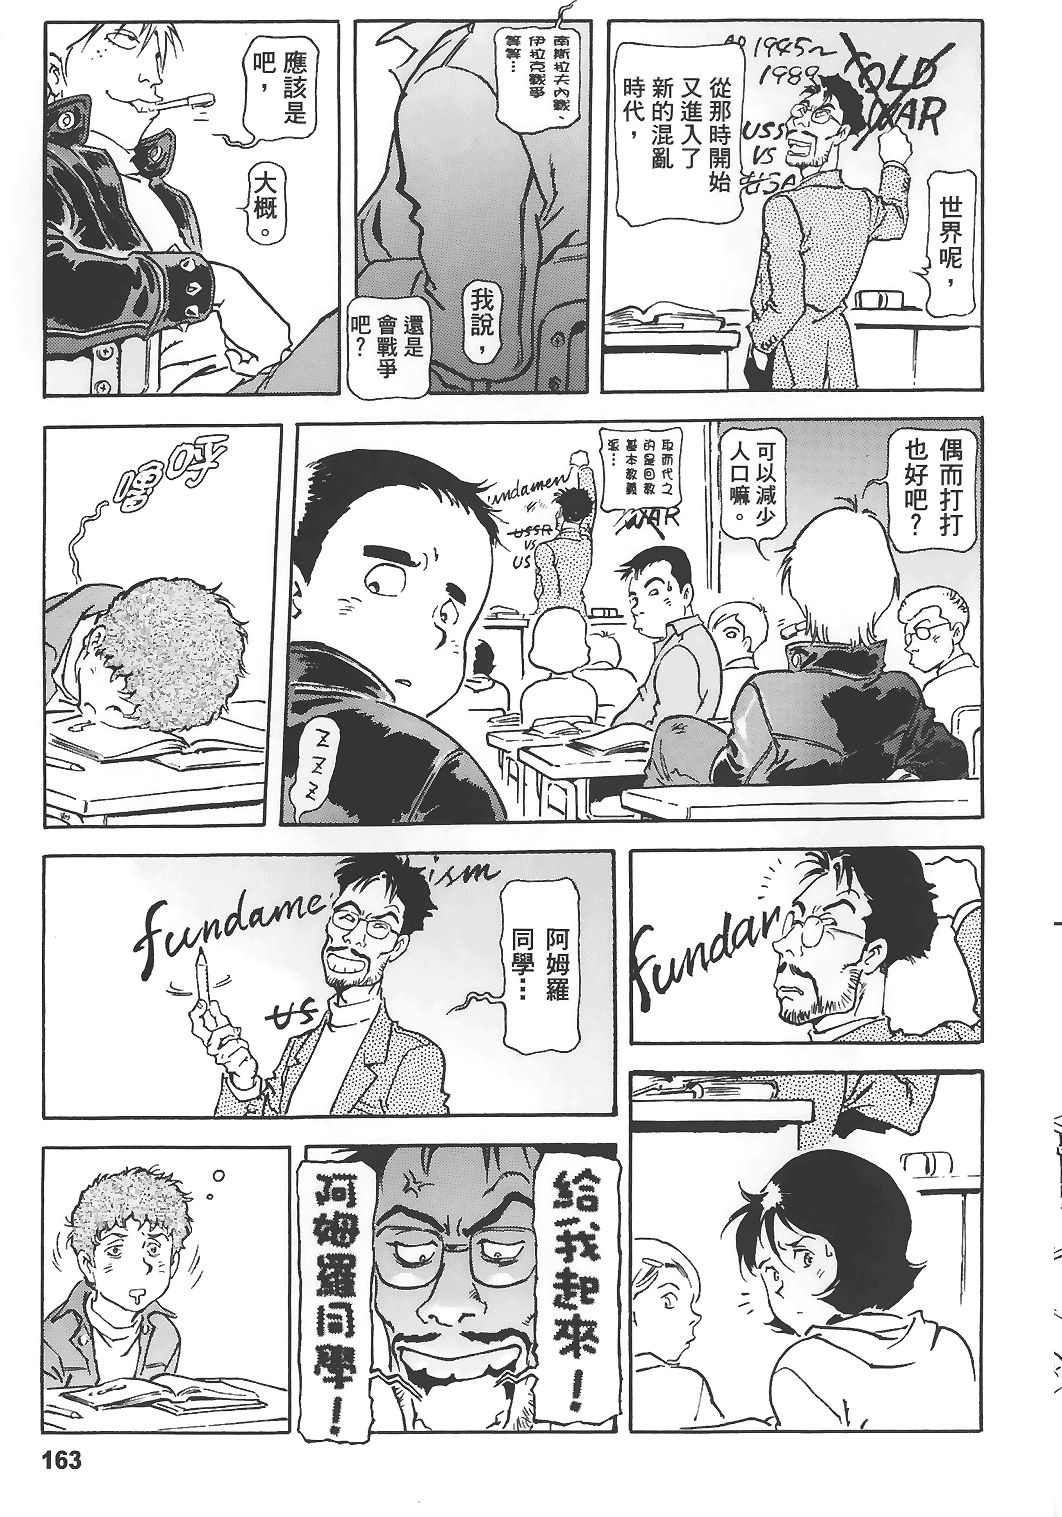 世界呢，
從那時開始
又進入了
新的混亂
時代，
AD 1945~
1989
COLD
WAR
USS
VS
USA
南斯拉夫內戰、
伊拉克戰爭
等等…
我說，
還是
會戰爭
吧？
應該是
吧，
大概。
偶而打打
也好吧？
可以減少
人口嘛。
取而代之
的是回教
基本教義
派…
undamen
WAR
USSR
VS
US
ZZZ
呼
嚕
fundam
阿姆羅
同學…
fundame
ism
US
給我起來！
阿姆羅同學！
163